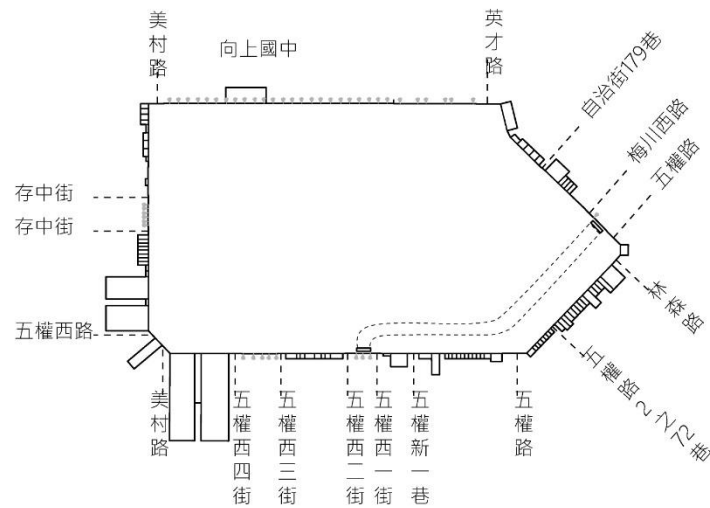 美村路
向上國中
英才路
自治街179巷
梅川西路
五權路
存中街
存中街
五權西路
林森路
五權路2之72巷
美村路
五權西四街
五權西三街
五權西二街
五權西一街
五權新一巷
五權路